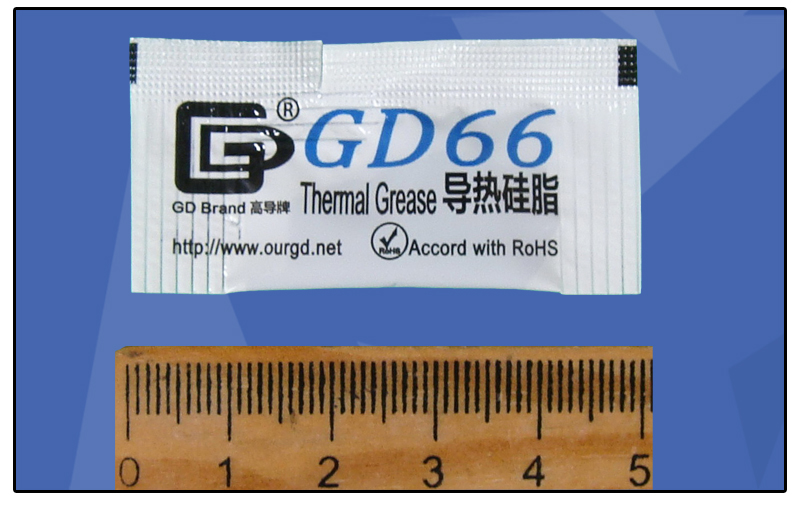 GD ® GD66
GD Brand 高导牌 Thermal Grease 导热硅脂
http://www.ourgd.net RoHS Accord with RoHS
0 1 2 3 4 5